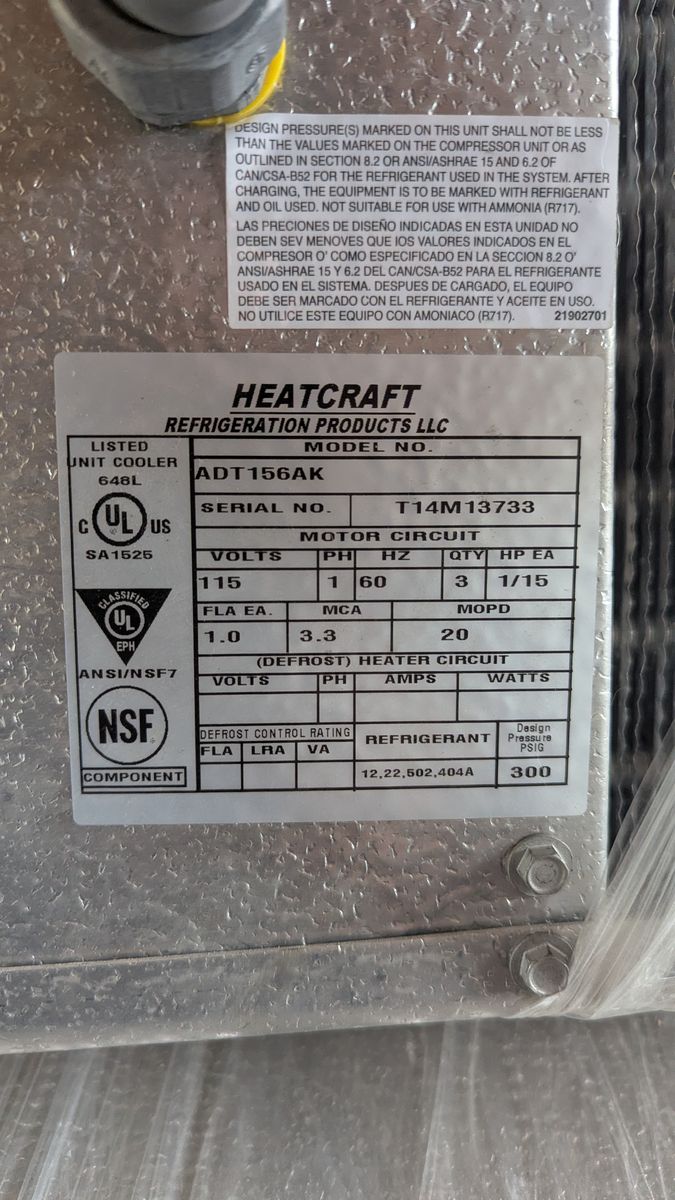 DESIGN PRESSURE(S) MARKED ON THIS UNIT SHALL NOT BE LESS
THAN THE VALUES MARKED ON THE COMPRESSOR UNIT OR AS
OUTLINED IN SECTION 8.2 OR ANSI/ASHRAE 15 AND 6.2 OF
CAN/CSA-B52 FOR THE REFRIGERANT USED IN THE SYSTEM. AFTER
CHARGING, THE EQUIPMENT IS TO BE MARKED WITH REFRIGERANT
AND OIL USED. NOT SUITABLE FOR USE WITH AMMONIA (R717).
LAS PRECIONES DE DISEÑO INDICADAS EN ESTA UNIDAD NO
DEBEN SEV MENOVES QUE IOS VALORES INDICADOS EN EL
COMPRESOR O' COMO ESPECIFICADO EN LA SECCION 8.2 O'
ANSI/ASHRAE 15 Y 6.2 DEL CAN/CSA-B52 PARA EL REFRIGERANTE
USADO EN EL SISTEMA. DESPUES DE CARGADO, EL EQUIPO
DEBE SER MARCADO CON EL REFRIGERANTE Y ACEITE EN USO.
NO UTILICE ESTE EQUIPO CON AMONIACO (R717). 21902701
HEATCRAFT
REFRIGERATION PRODUCTS LLC
LISTED
UNIT COOLER
648L
C UL US
SA1525
CLASSIFIED
UL
EPH
ANSI/NSF7
NSF
COMPONENT
MODEL NO.
ADT156AK
SERIAL NO. T14M13733
MOTOR CIRCUIT
VOLTS PH HZ QTY HP EA
115 1 60 3 1/15
FLA EA. MCA MOPD
1.0 3.3 20
(DEFROST) HEATER CIRCUIT
VOLTS PH AMPS WATTS
DEFROST CONTROL RATING
FLA LRA VA
REFRIGERANT
12,22,502,404A
Design
Pressure
PSIG
300